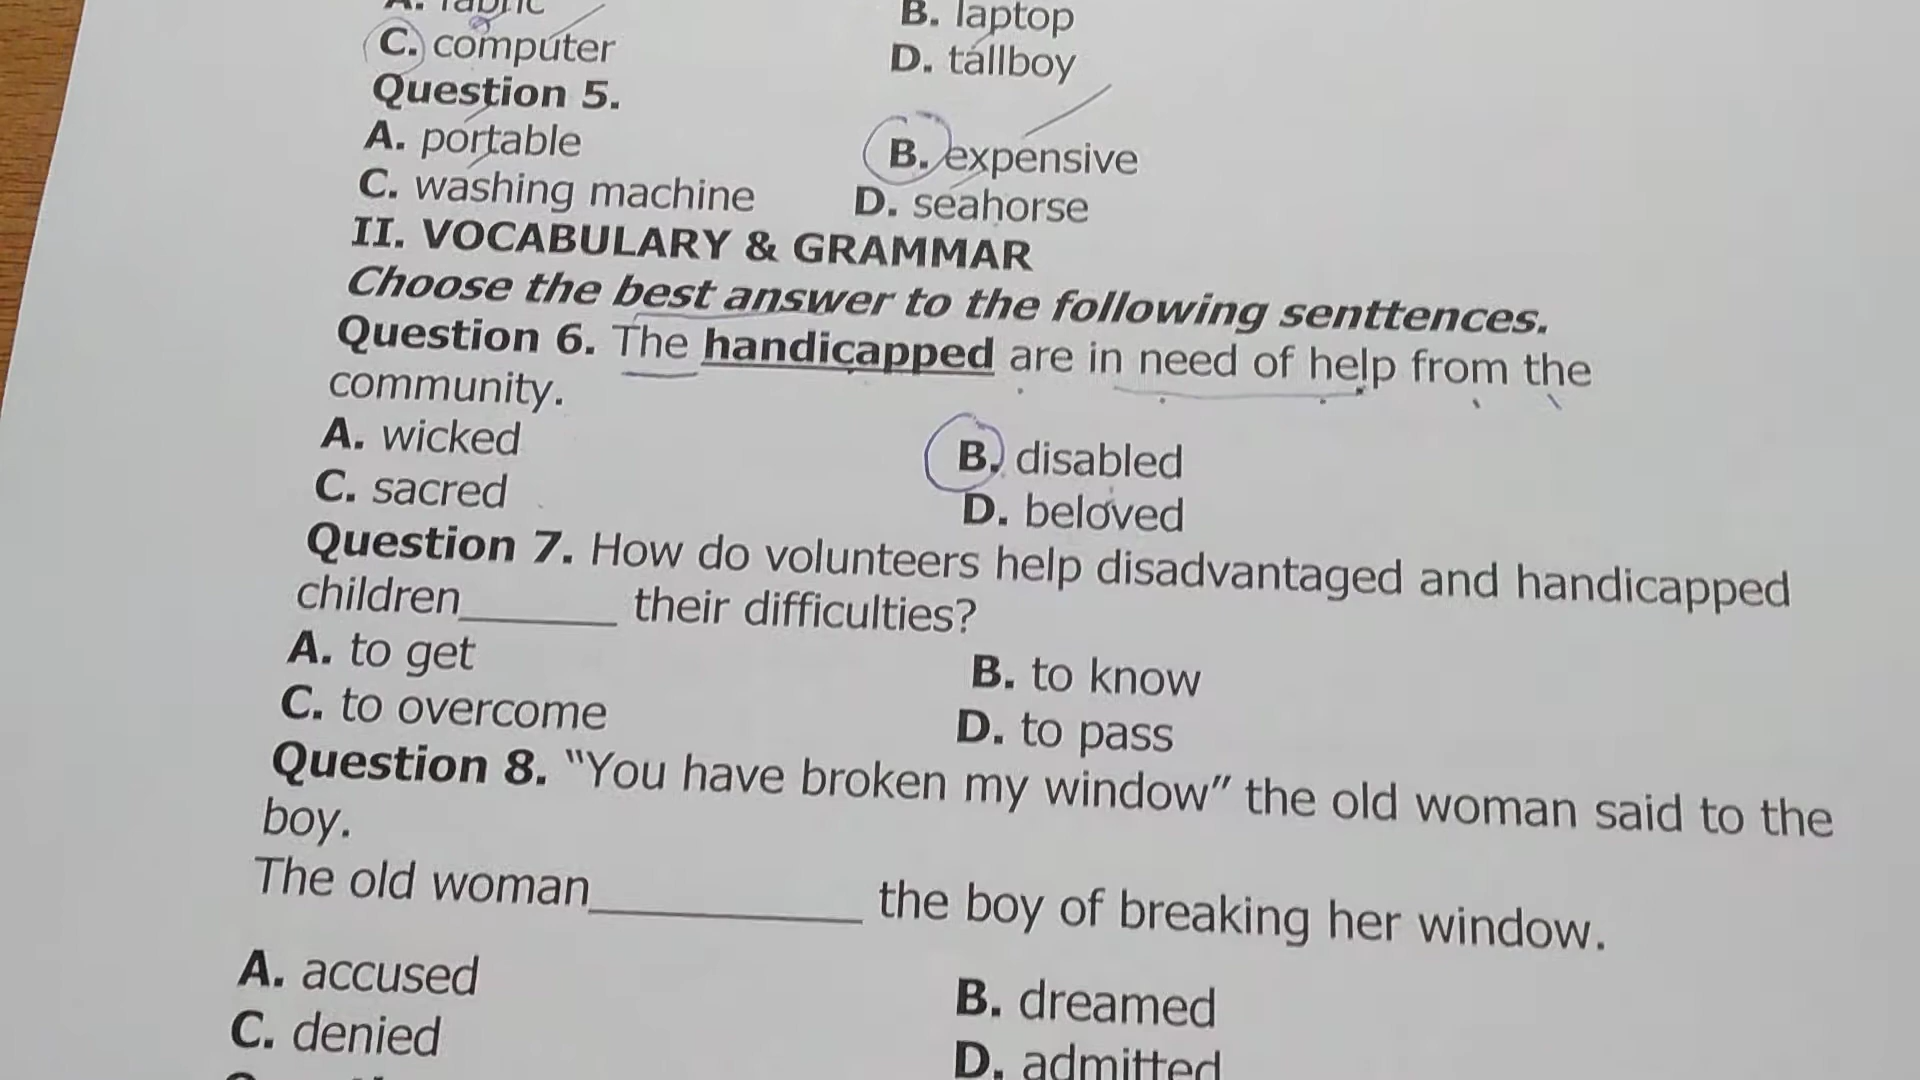 A. fabric B. laptop
C. computer D. tallboy
Question 5.
A. portable B. expensive
C. washing machine D. seahorse
II. VOCABULARY & GRAMMAR
Choose the best answer to the following senttences.
Question 6. The handicapped are in need of help from the
community.
A. wicked B. disabled
C. sacred D. beloved
Question 7. How do volunteers help disadvantaged and handicapped
children_______ their difficulties?
A. to get B. to know
C. to overcome D. to pass
Question 8. "You have broken my window" the old woman said to the
boy.
The old woman____________ the boy of breaking her window.
A. accused B. dreamed
C. denied D. admitted